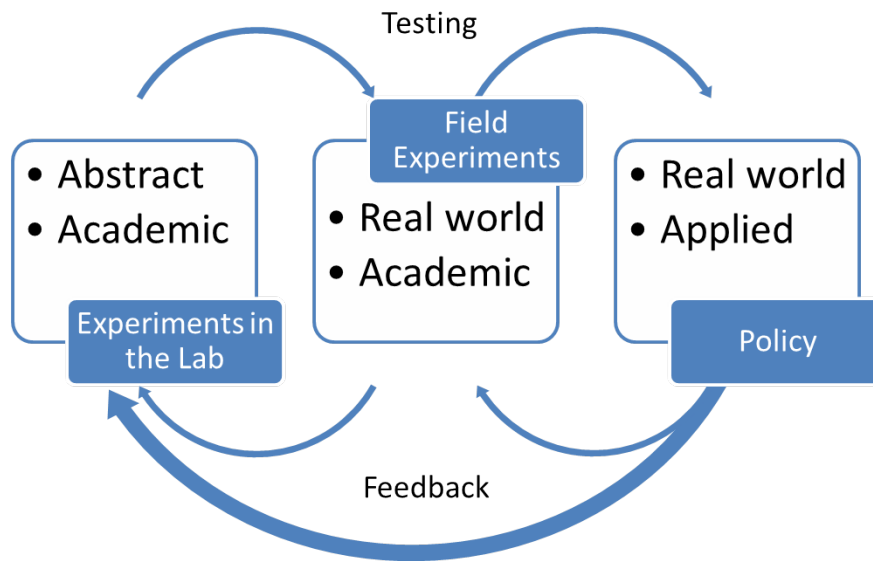 Testing
• Abstract
• Academic
Experiments in
the Lab
Field
Experiments
• Real world
• Academic
• Real world
• Applied
Policy
Feedback